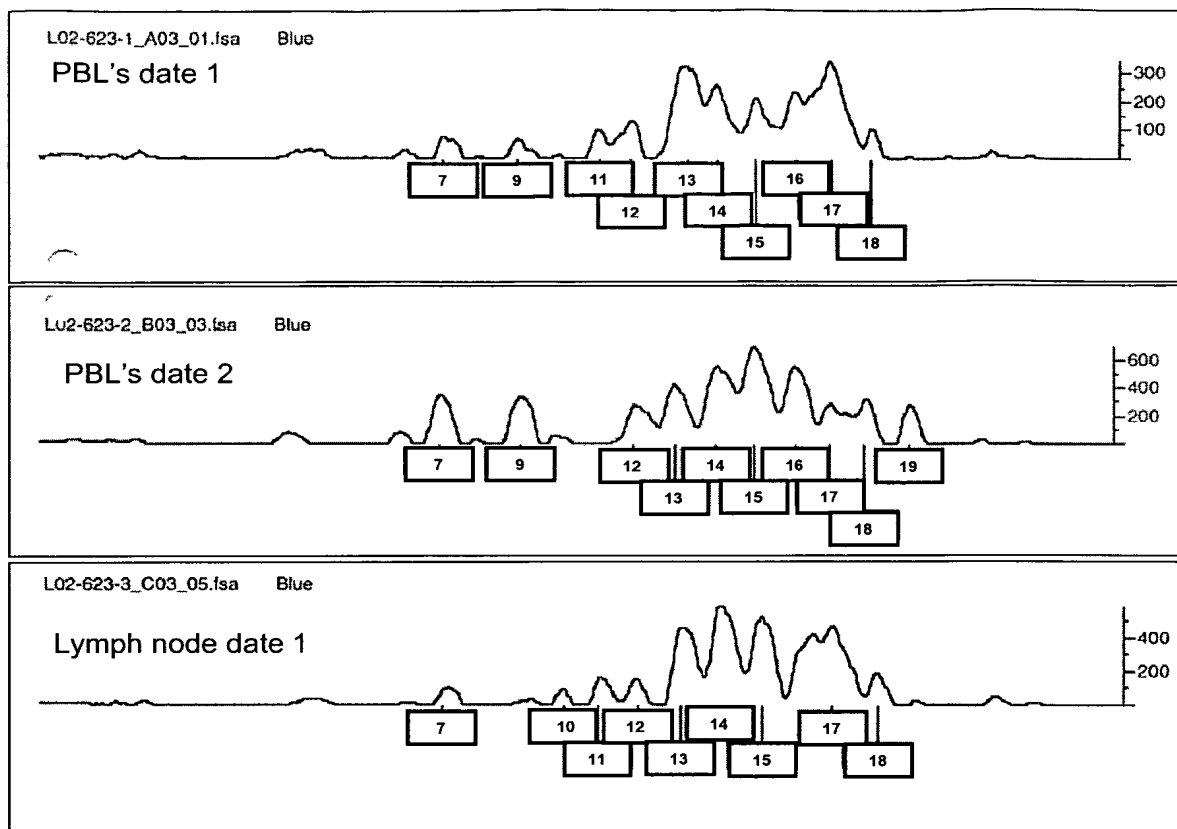 L02-623-1_A03_01.fsa Blue
PBL's date 1
300
200
100
7 9 11 13 16
12 14 17
15 18
Lu2-623-2_B03_03.fsa Blue
PBL's date 2
600
400
200
7 9 12 14 16 19
13 15 17
18
L02-623-3_C03_05.fsa Blue
Lymph node date 1
400
200
7 10 12 14 17
11 13 15 18